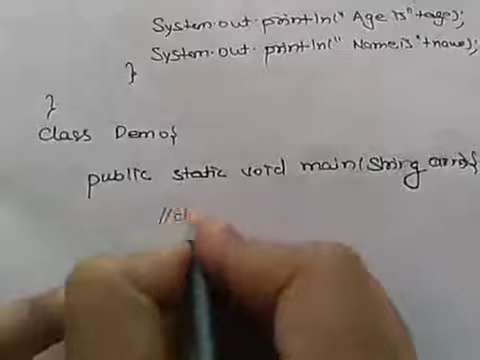 System.out.println(" Age is"+age);
System.out.println(" Name is"+name);
}
}
class Demo{
public static void main(String arr[]){
//cl